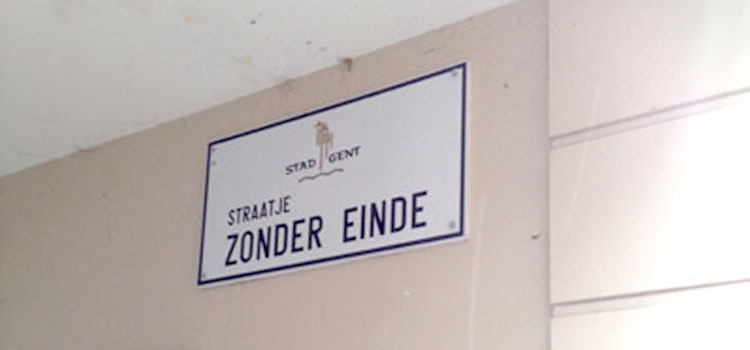 STAD GENT
STRAATJE
ZONDER EINDE